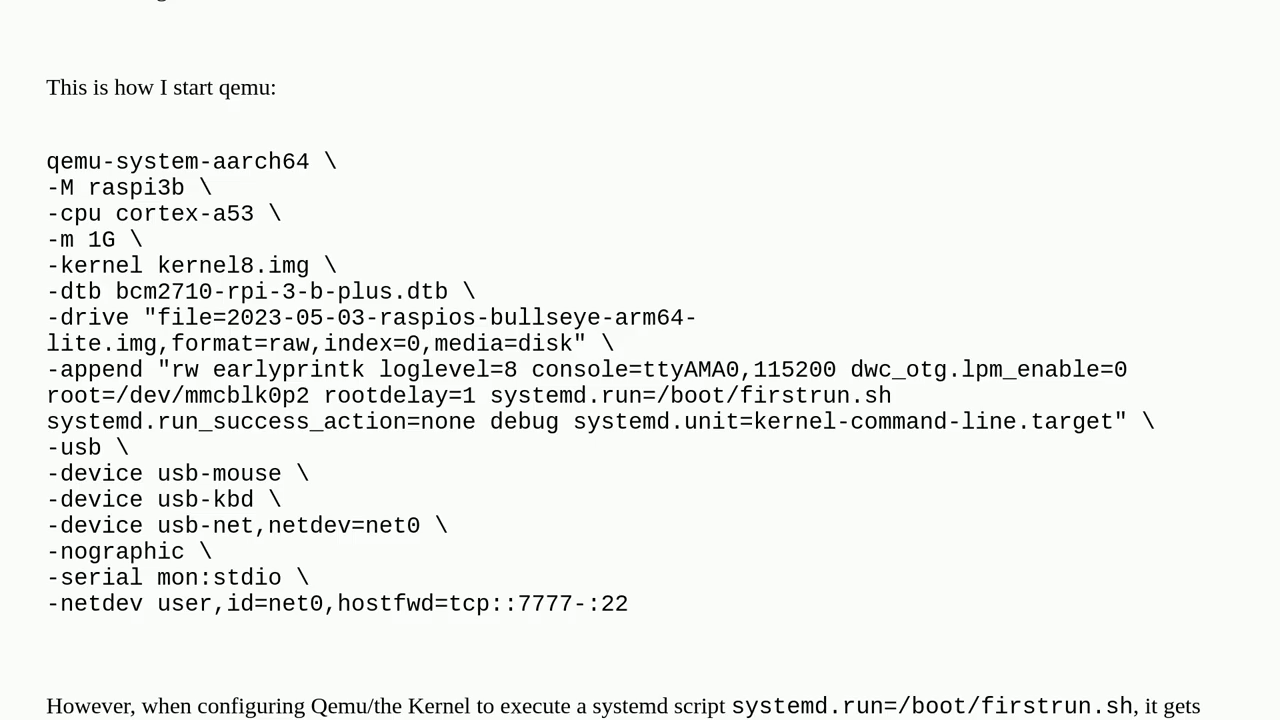 This is how I start qemu:
qemu-system-aarch64 \
-M raspi3b \
-cpu cortex-a53 \
-m 1G \
-kernel kernel8.img \
-dtb bcm2710-rpi-3-b-plus.dtb \
-drive "file=2023-05-03-raspios-bullseye-arm64-
lite.img,format=raw,index=0,media=disk" \
-append "rw earlyprintk loglevel=8 console=ttyAMA0,115200 dwc_otg.lpm_enable=0
root=/dev/mmcblk0p2 rootdelay=1 systemd.run=/boot/firstrun.sh
systemd.run_success_action=none debug systemd.unit=kernel-command-line.target" \
-usb \
-device usb-mouse \
-device usb-kbd \
-device usb-net,netdev=net0 \
-nographic \
-serial mon:stdio \
-netdev user,id=net0,hostfwd=tcp::7777-:22
However, when configuring Qemu/the Kernel to execute a systemd script systemd.run=/boot/firstrun.sh, it gets